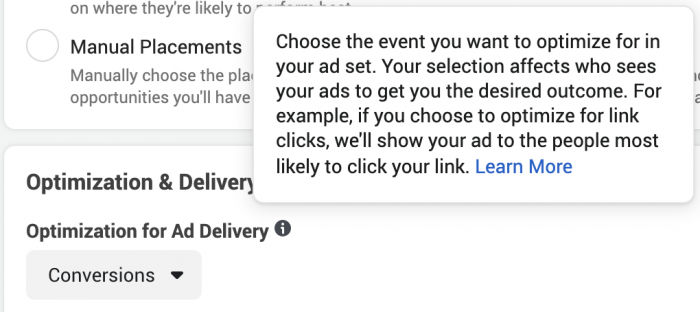 on where they're likely to perform best.
Manual Placements
Manually choose the pla
opportunities you'll have
Choose the event you want to optimize for in
your ad set. Your selection affects who sees
your ads to get you the desired outcome. For
example, if you choose to optimize for link
clicks, we'll show your ad to the people most
likely to click your link. Learn More
Optimization & Delivery
Optimization for Ad Delivery
Conversions